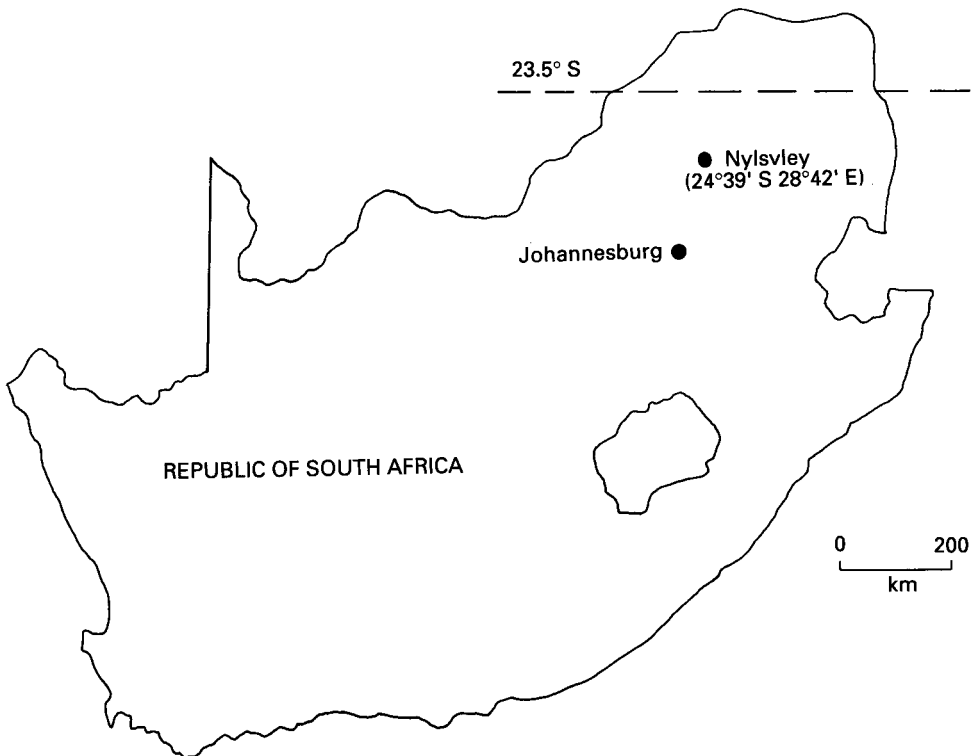 23.5° S
Nylsvley
(24°39' S 28°42' E)
Johannesburg
REPUBLIC OF SOUTH AFRICA
0 200
km